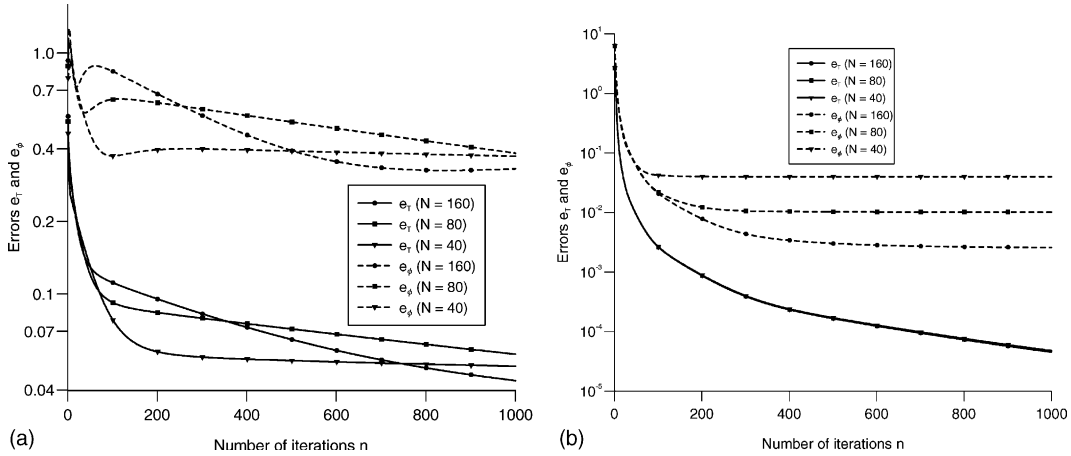 Errors e_T and e_ϕ
1.0
0.7
0.4
0.2
0.1
0.07
0.04
e_T (N = 160)
e_T (N = 80)
e_T (N = 40)
e_ϕ (N = 160)
e_ϕ (N = 80)
e_ϕ (N = 40)
0 200 400 600 800 1000
Number of iterations n
(a)
Errors e_T and e_ϕ
10^1
10^0
10^-1
10^-2
10^-3
10^-4
10^-5
e_T (N = 160)
e_T (N = 80)
e_T (N = 40)
e_ϕ (N = 160)
e_ϕ (N = 80)
e_ϕ (N = 40)
0 200 400 600 800 1000
Number of iterations n
(b)